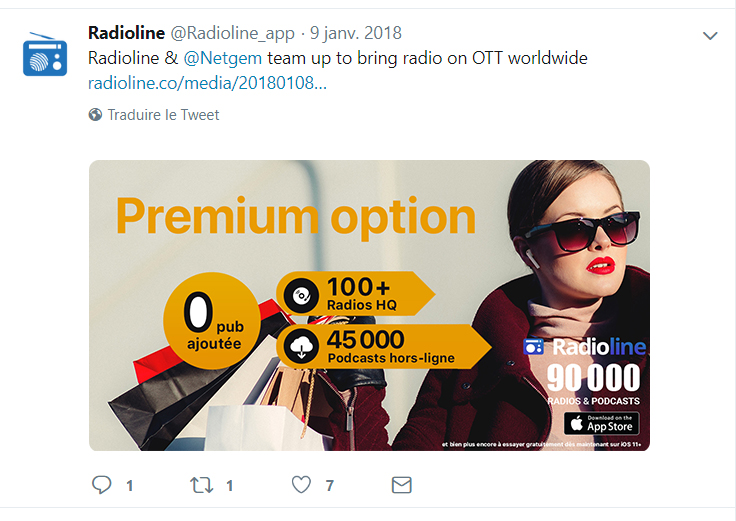 Radioline @Radioline_app · 9 janv. 2018
Radioline & @Netgem team up to bring radio on OTT worldwide
radioline.co/media/20180108…
Traduire le Tweet
Premium option
0 pub
ajoutée
100+
Radios HQ
45 000
Podcasts hors-ligne
Radioline
90 000
RADIOS & PODCASTS
Download on the
App Store
et bien plus encore à essayer gratuitement dès maintenant sur iOS 11+
1 1 7